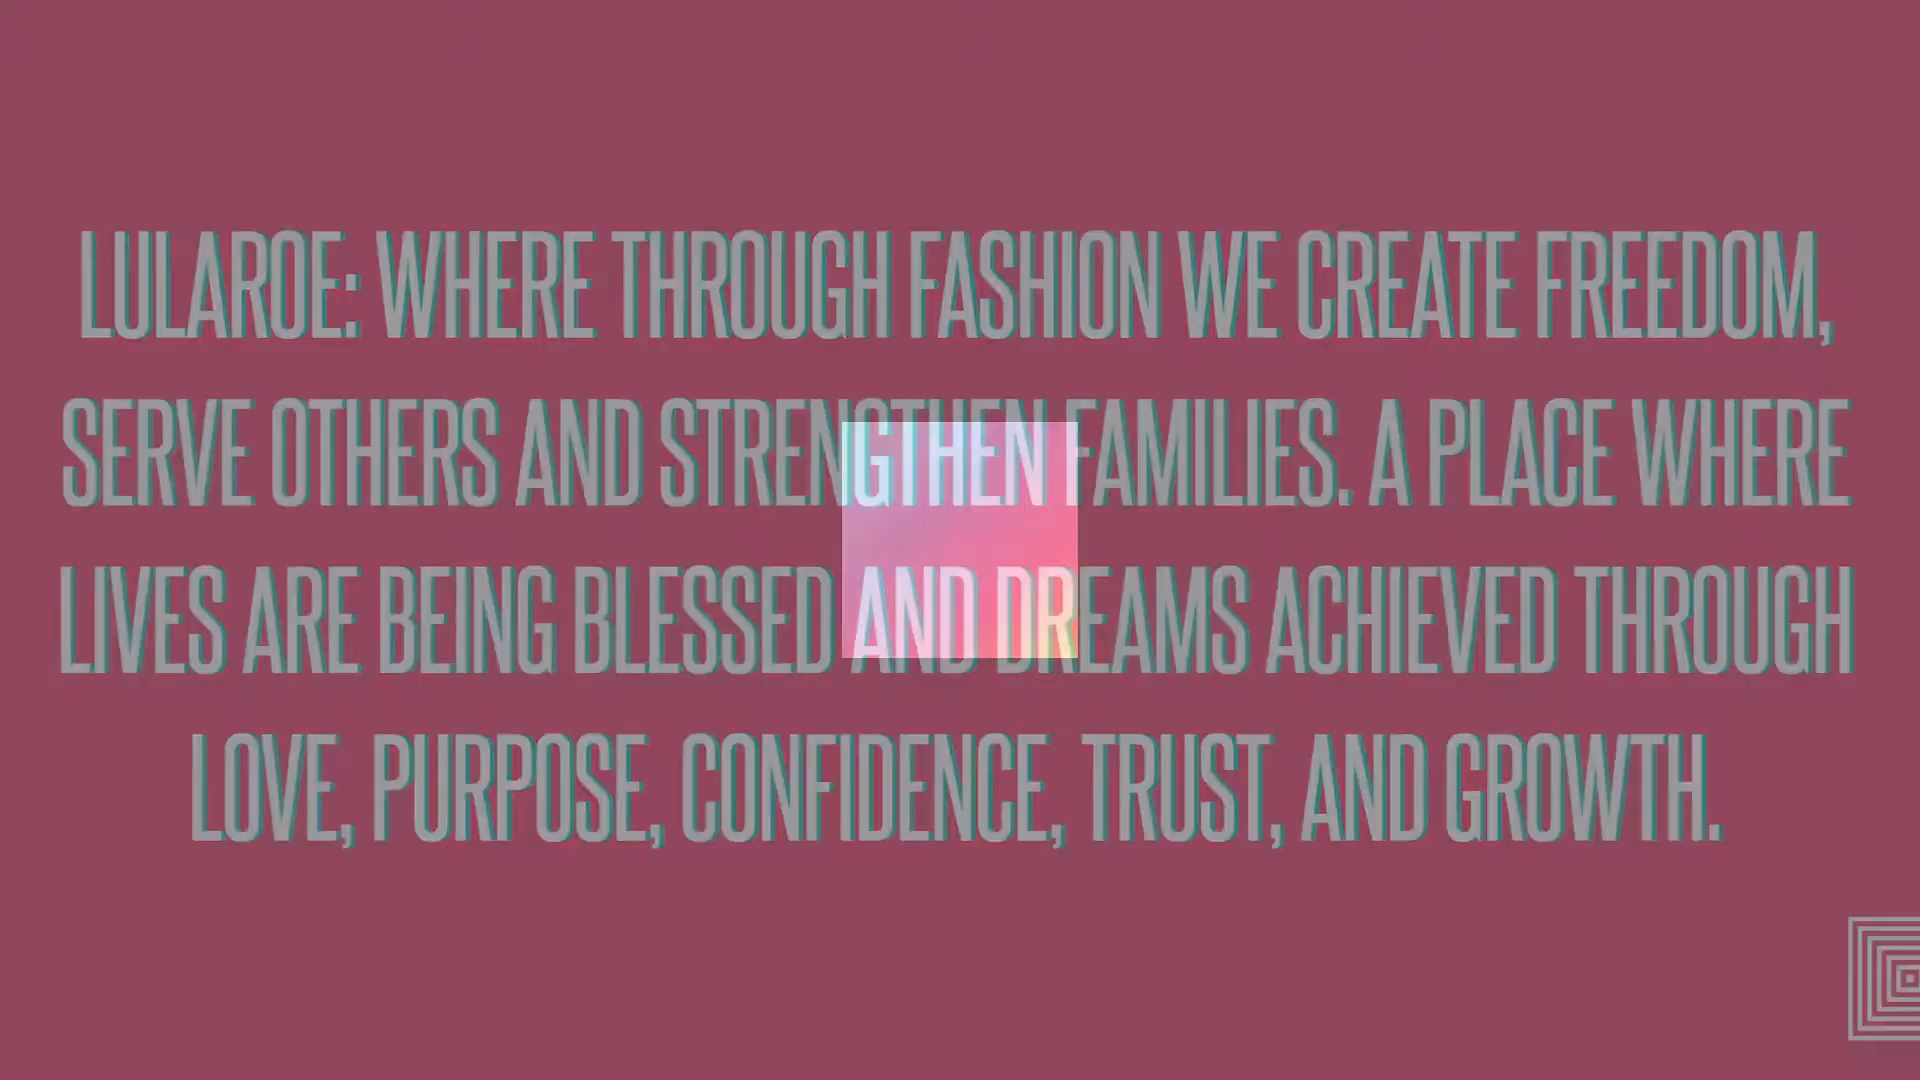 LULAROE: WHERE THROUGH FASHION WE CREATE FREEDOM,
SERVE OTHERS AND STRENGTHEN FAMILIES. A PLACE WHERE
LIVES ARE BEING BLESSED AND DREAMS ACHIEVED THROUGH
LOVE, PURPOSE, CONFIDENCE, TRUST, AND GROWTH.